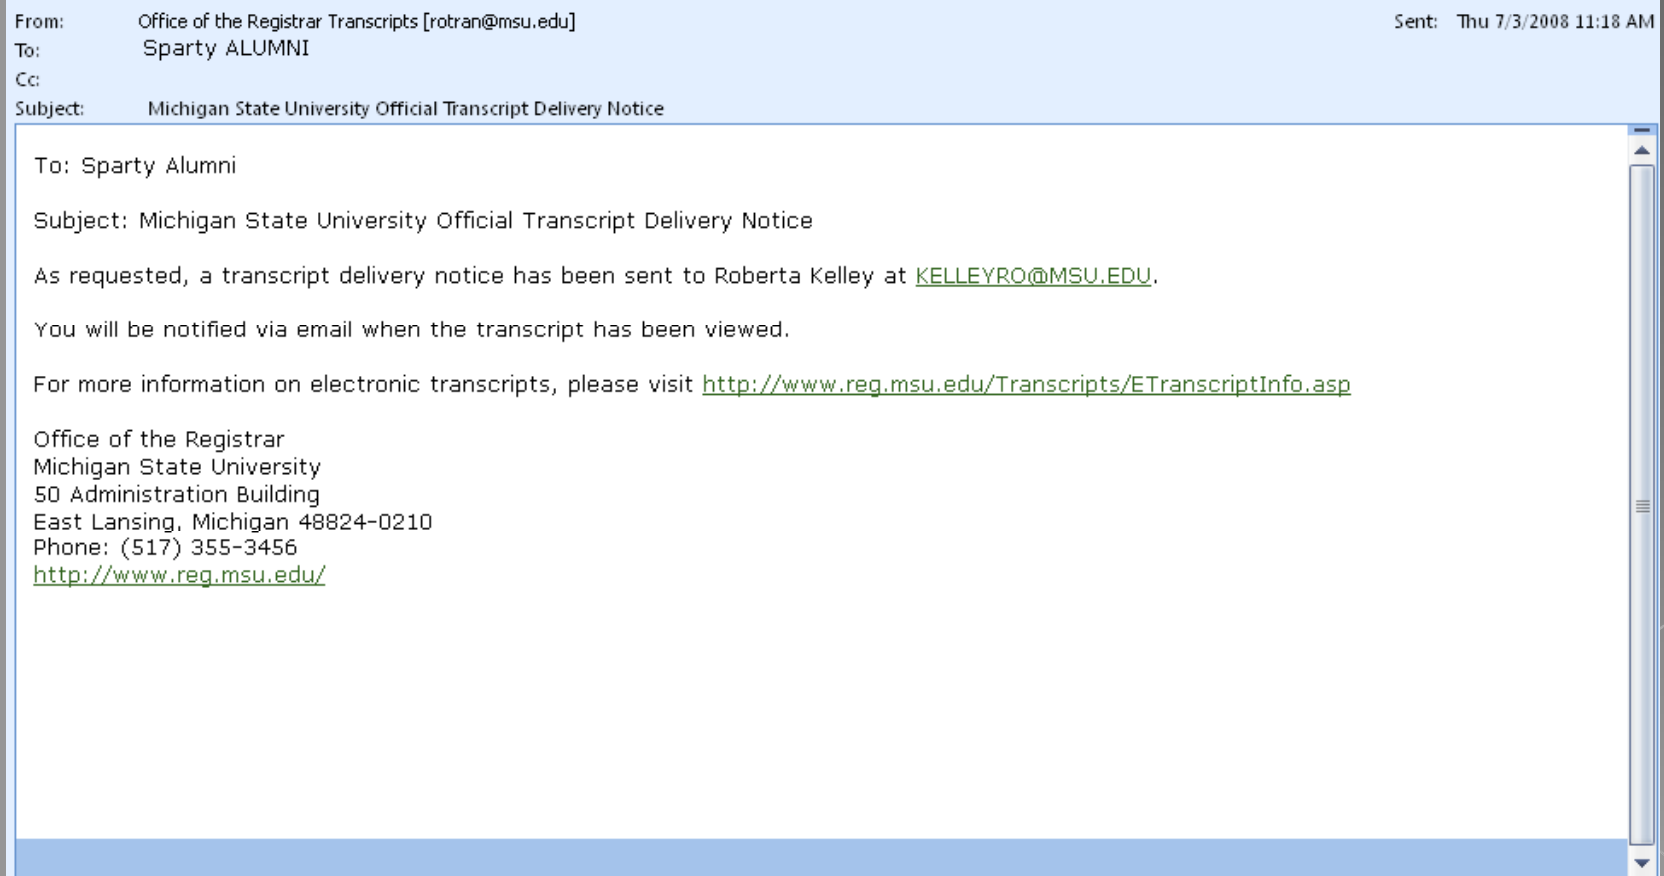 From: Office of the Registrar Transcripts [rotran@msu.edu] Sent: Thu 7/3/2008 11:18 AM
To: Sparty ALUMNI
Cc:
Subject: Michigan State University Official Transcript Delivery Notice
To: Sparty Alumni
Subject: Michigan State University Official Transcript Delivery Notice
As requested, a transcript delivery notice has been sent to Roberta Kelley at KELLEYRO@MSU.EDU.
You will be notified via email when the transcript has been viewed.
For more information on electronic transcripts, please visit http://www.reg.msu.edu/Transcripts/ETranscriptInfo.asp
Office of the Registrar
Michigan State University
50 Administration Building
East Lansing, Michigan 48824-0210
Phone: (517) 355-3456
http://www.reg.msu.edu/